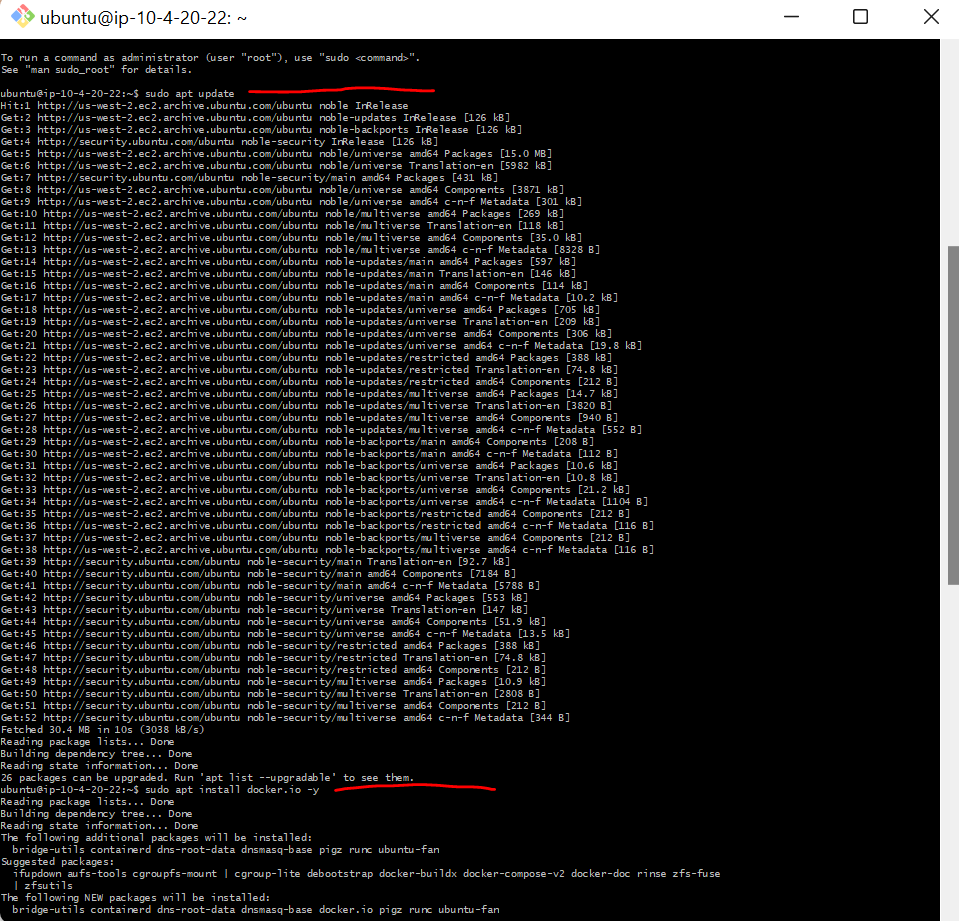 ubuntu@ip-10-4-20-22: ~
To run a command as administrator (user "root"), use "sudo <command>".
See "man sudo_root" for details.
ubuntu@ip-10-4-20-22:~$ sudo apt update
Hit:1 http://us-west-2.ec2.archive.ubuntu.com/ubuntu noble InRelease
Get:2 http://us-west-2.ec2.archive.ubuntu.com/ubuntu noble-updates InRelease [126 kB]
Get:3 http://us-west-2.ec2.archive.ubuntu.com/ubuntu noble-backports InRelease [126 kB]
Get:4 http://security.ubuntu.com/ubuntu noble-security InRelease [126 kB]
Get:5 http://us-west-2.ec2.archive.ubuntu.com/ubuntu noble/universe amd64 Packages [15.0 MB]
Get:6 http://us-west-2.ec2.archive.ubuntu.com/ubuntu noble/universe Translation-en [5982 kB]
Get:7 http://security.ubuntu.com/ubuntu noble-security/main amd64 Packages [431 kB]
Get:8 http://us-west-2.ec2.archive.ubuntu.com/ubuntu noble/universe amd64 Components [3871 kB]
Get:9 http://us-west-2.ec2.archive.ubuntu.com/ubuntu noble/universe amd64 c-n-f Metadata [301 kB]
Get:10 http://us-west-2.ec2.archive.ubuntu.com/ubuntu noble/multiverse amd64 Packages [269 kB]
Get:11 http://us-west-2.ec2.archive.ubuntu.com/ubuntu noble/multiverse Translation-en [118 kB]
Get:12 http://us-west-2.ec2.archive.ubuntu.com/ubuntu noble/multiverse amd64 Components [35.0 kB]
Get:13 http://us-west-2.ec2.archive.ubuntu.com/ubuntu noble/multiverse amd64 c-n-f Metadata [8328 B]
Get:14 http://us-west-2.ec2.archive.ubuntu.com/ubuntu noble-updates/main amd64 Packages [597 kB]
Get:15 http://us-west-2.ec2.archive.ubuntu.com/ubuntu noble-updates/main Translation-en [146 kB]
Get:16 http://us-west-2.ec2.archive.ubuntu.com/ubuntu noble-updates/main amd64 Components [114 kB]
Get:17 http://us-west-2.ec2.archive.ubuntu.com/ubuntu noble-updates/main amd64 c-n-f Metadata [10.2 kB]
Get:18 http://us-west-2.ec2.archive.ubuntu.com/ubuntu noble-updates/universe amd64 Packages [705 kB]
Get:19 http://us-west-2.ec2.archive.ubuntu.com/ubuntu noble-updates/universe Translation-en [209 kB]
Get:20 http://us-west-2.ec2.archive.ubuntu.com/ubuntu noble-updates/universe amd64 Components [306 kB]
Get:21 http://us-west-2.ec2.archive.ubuntu.com/ubuntu noble-updates/universe amd64 c-n-f Metadata [19.8 kB]
Get:22 http://us-west-2.ec2.archive.ubuntu.com/ubuntu noble-updates/restricted amd64 Packages [388 kB]
Get:23 http://us-west-2.ec2.archive.ubuntu.com/ubuntu noble-updates/restricted Translation-en [74.8 kB]
Get:24 http://us-west-2.ec2.archive.ubuntu.com/ubuntu noble-updates/restricted amd64 Components [212 B]
Get:25 http://us-west-2.ec2.archive.ubuntu.com/ubuntu noble-updates/multiverse amd64 Packages [14.7 kB]
Get:26 http://us-west-2.ec2.archive.ubuntu.com/ubuntu noble-updates/multiverse Translation-en [3820 B]
Get:27 http://us-west-2.ec2.archive.ubuntu.com/ubuntu noble-updates/multiverse amd64 Components [940 B]
Get:28 http://us-west-2.ec2.archive.ubuntu.com/ubuntu noble-updates/multiverse amd64 c-n-f Metadata [552 B]
Get:29 http://us-west-2.ec2.archive.ubuntu.com/ubuntu noble-backports/main amd64 Components [208 B]
Get:30 http://us-west-2.ec2.archive.ubuntu.com/ubuntu noble-backports/main amd64 c-n-f Metadata [112 B]
Get:31 http://us-west-2.ec2.archive.ubuntu.com/ubuntu noble-backports/universe amd64 Packages [10.6 kB]
Get:32 http://us-west-2.ec2.archive.ubuntu.com/ubuntu noble-backports/universe Translation-en [10.8 kB]
Get:33 http://us-west-2.ec2.archive.ubuntu.com/ubuntu noble-backports/universe amd64 Components [21.2 kB]
Get:34 http://us-west-2.ec2.archive.ubuntu.com/ubuntu noble-backports/universe amd64 c-n-f Metadata [1104 B]
Get:35 http://us-west-2.ec2.archive.ubuntu.com/ubuntu noble-backports/restricted amd64 Components [212 B]
Get:36 http://us-west-2.ec2.archive.ubuntu.com/ubuntu noble-backports/restricted amd64 c-n-f Metadata [116 B]
Get:37 http://us-west-2.ec2.archive.ubuntu.com/ubuntu noble-backports/multiverse amd64 Components [212 B]
Get:38 http://us-west-2.ec2.archive.ubuntu.com/ubuntu noble-backports/multiverse amd64 c-n-f Metadata [116 B]
Get:39 http://security.ubuntu.com/ubuntu noble-security/main Translation-en [92.7 kB]
Get:40 http://security.ubuntu.com/ubuntu noble-security/main amd64 Components [7184 B]
Get:41 http://security.ubuntu.com/ubuntu noble-security/main amd64 c-n-f Metadata [5788 B]
Get:42 http://security.ubuntu.com/ubuntu noble-security/universe amd64 Packages [553 kB]
Get:43 http://security.ubuntu.com/ubuntu noble-security/universe Translation-en [147 kB]
Get:44 http://security.ubuntu.com/ubuntu noble-security/universe amd64 Components [51.9 kB]
Get:45 http://security.ubuntu.com/ubuntu noble-security/universe amd64 c-n-f Metadata [13.5 kB]
Get:46 http://security.ubuntu.com/ubuntu noble-security/restricted amd64 Packages [388 kB]
Get:47 http://security.ubuntu.com/ubuntu noble-security/restricted Translation-en [74.8 kB]
Get:48 http://security.ubuntu.com/ubuntu noble-security/restricted amd64 Components [212 B]
Get:49 http://security.ubuntu.com/ubuntu noble-security/multiverse amd64 Packages [10.9 kB]
Get:50 http://security.ubuntu.com/ubuntu noble-security/multiverse Translation-en [2808 B]
Get:51 http://security.ubuntu.com/ubuntu noble-security/multiverse amd64 Components [212 B]
Get:52 http://security.ubuntu.com/ubuntu noble-security/multiverse amd64 c-n-f Metadata [344 B]
Fetched 30.4 MB in 10s (3038 kB/s)
Reading package lists... Done
Building dependency tree... Done
Reading state information... Done
26 packages can be upgraded. Run 'apt list --upgradable' to see them.
ubuntu@ip-10-4-20-22:~$ sudo apt install docker.io -y
Reading package lists... Done
Building dependency tree... Done
Reading state information... Done
The following additional packages will be installed:
bridge-utils containerd dns-root-data dnsmasq-base pigz runc ubuntu-fan
Suggested packages:
ifupdown aufs-tools cgroupfs-mount | cgroup-lite debootstrap docker-buildx docker-compose-v2 docker-doc rinse zfs-fuse
| zfsutils
The following NEW packages will be installed:
bridge-utils containerd dns-root-data dnsmasq-base docker.io pigz runc ubuntu-fan